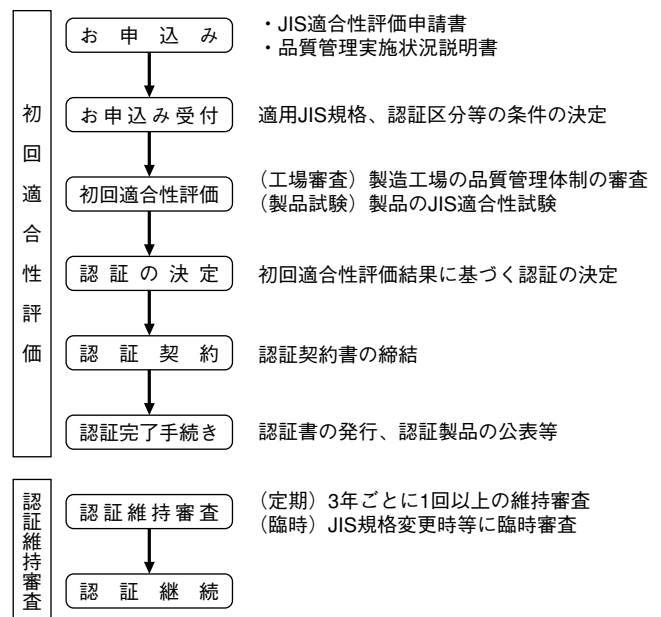 初回適合性評価
お申込み
・JIS適合性評価申請書
・品質管理実施状況説明書
お申込み受付
適用JIS規格、認証区分等の条件の決定
初回適合性評価
（工場審査）製造工場の品質管理体制の審査
（製品試験）製品のJIS適合性試験
認証の決定
初回適合性評価結果に基づく認証の決定
認証契約
認証契約書の締結
認証完了手続き
認証書の発行、認証製品の公表等
認証維持審査
認証維持審査
（定期）3年ごとに1回以上の維持審査
（臨時）JIS規格変更時等に臨時審査
認証継続